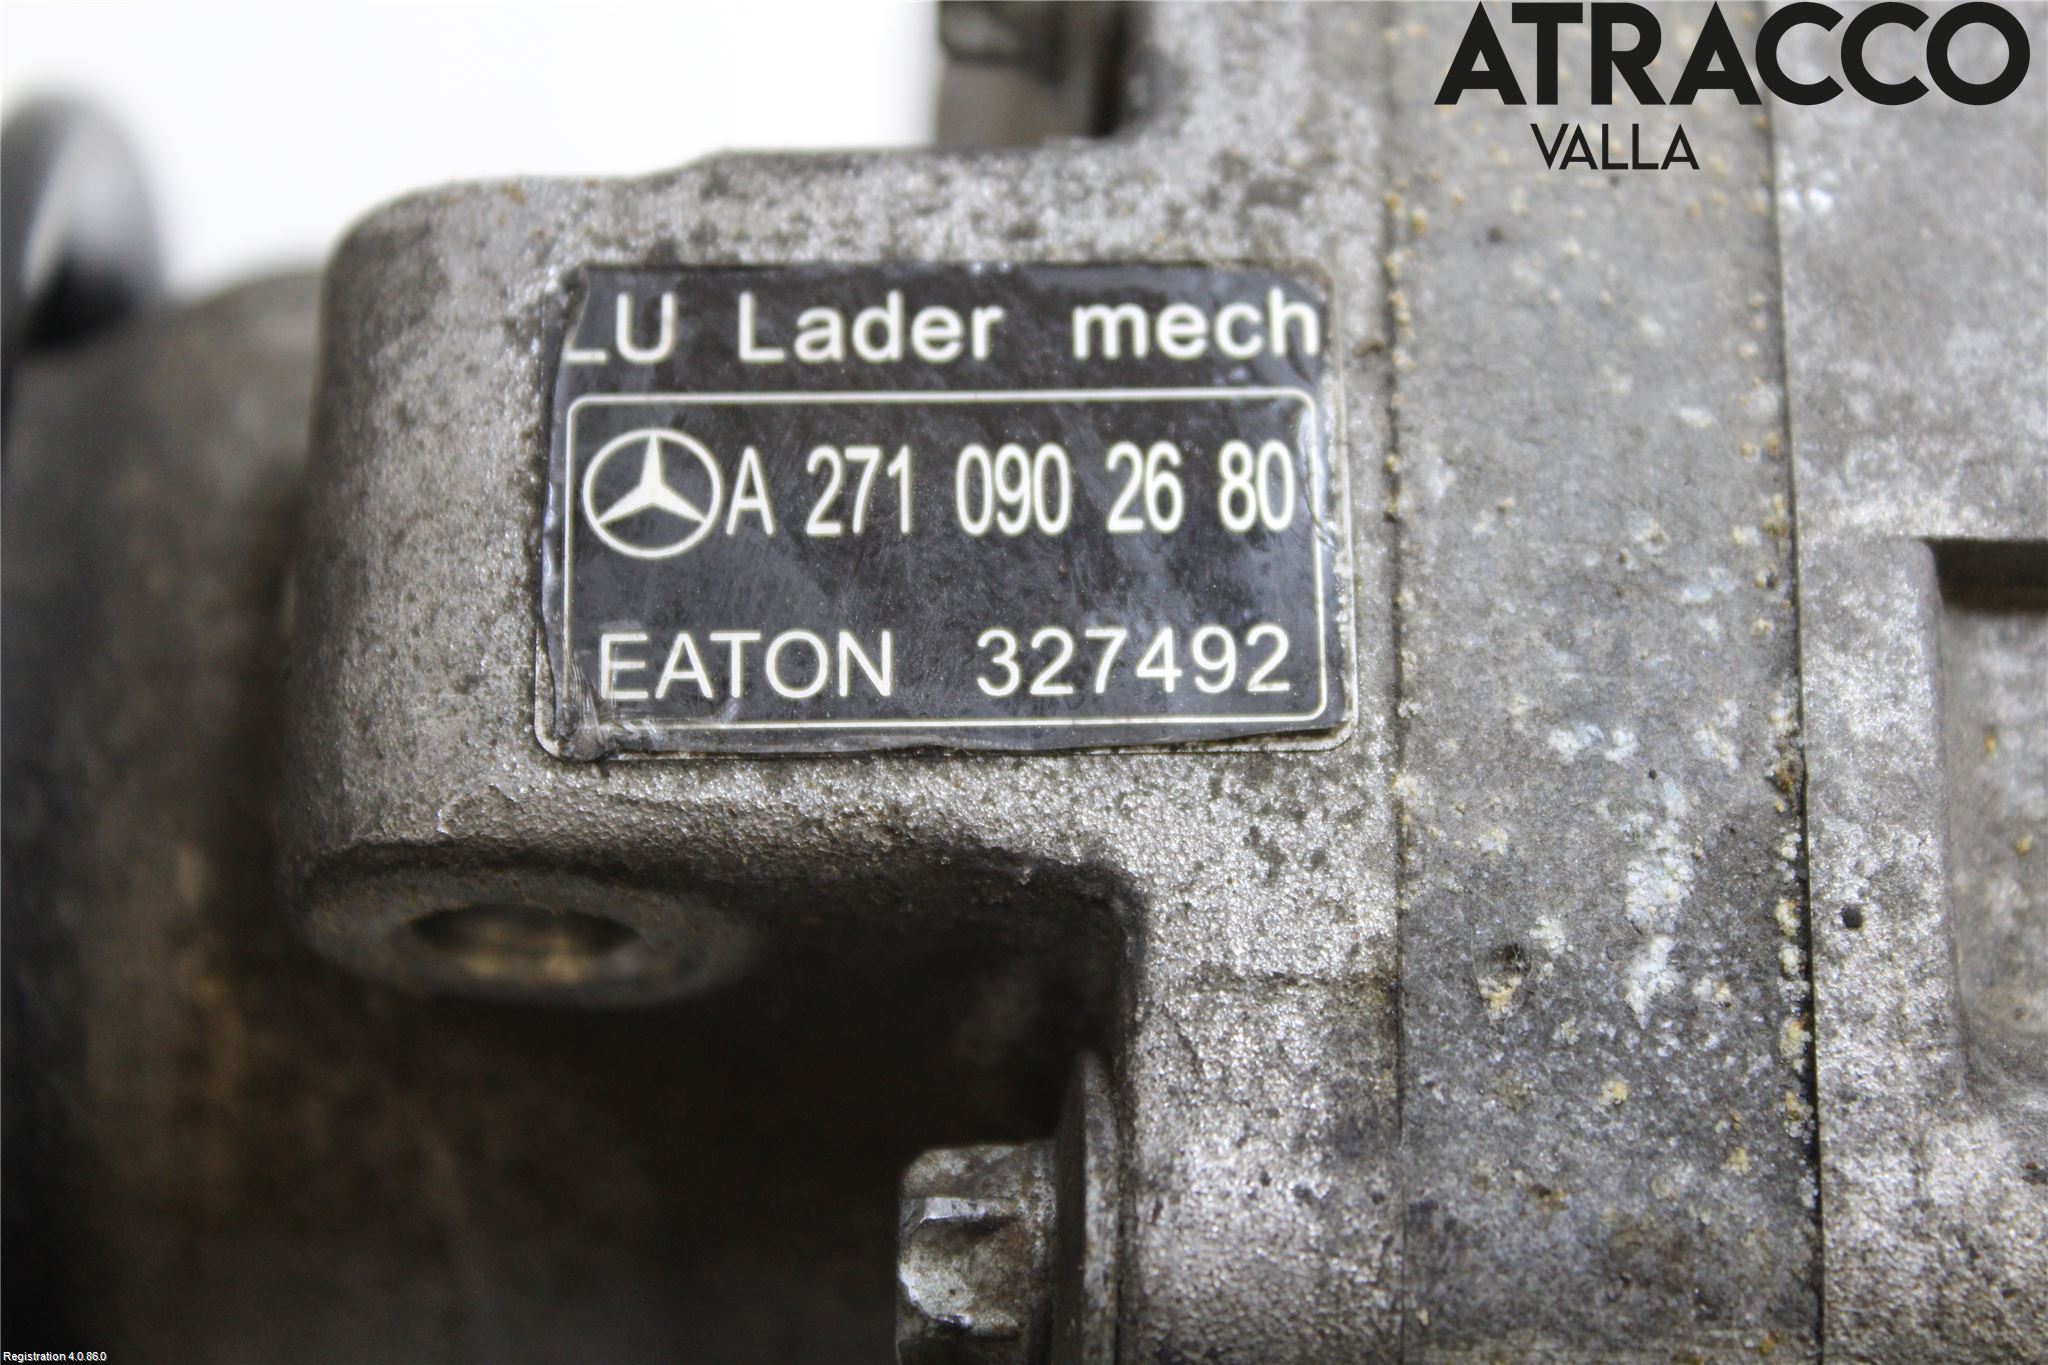 ATRACCO
VALLA
LU Lader mech
A 271 090 26 80
EATON 327492
Registration 4.0.86.0